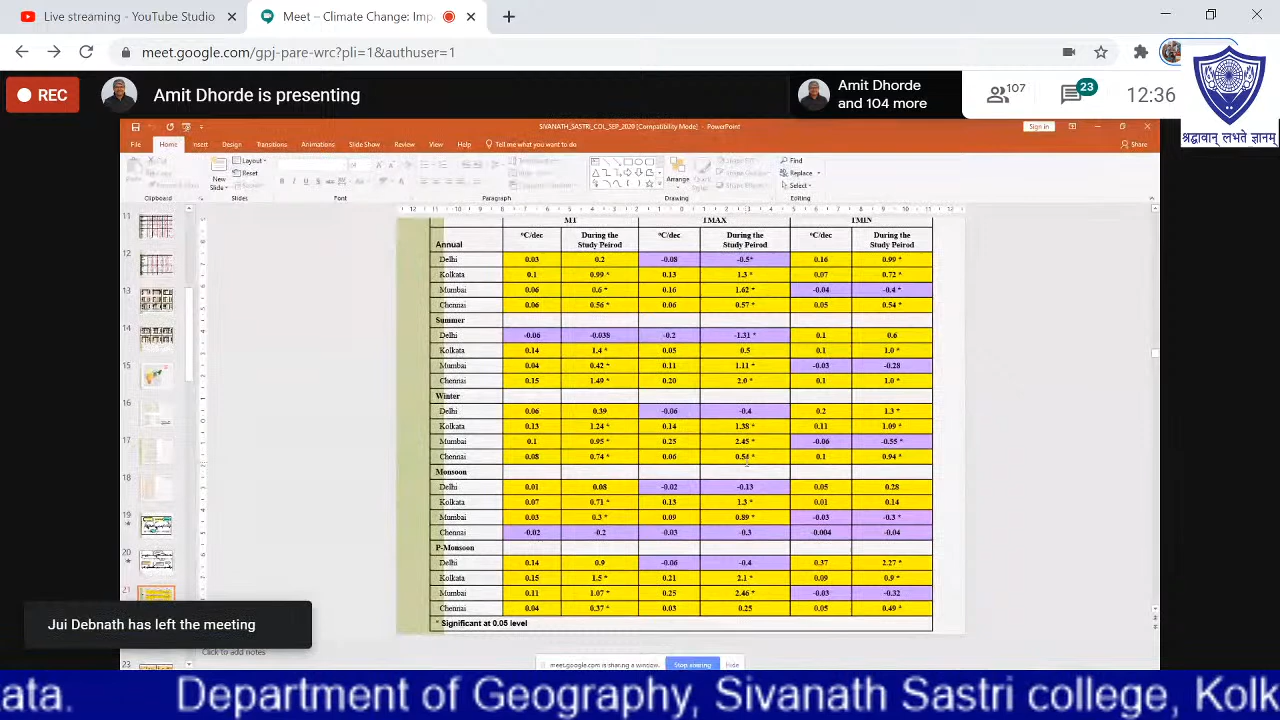 Live streaming - YouTube Studio
Meet – Climate Change: Imp
meet.google.com/gpj-pare-wrc?pli=1&authuser=1
REC
Amit Dhorde is presenting
Amit Dhorde
and 104 more
107
23
12:36
श्रद्धावान् लभते ज्ञानम्
SIVANATH_SASTRI_COL_SEP_2020 [Compatibility Mode] - PowerPoint
Sign in
File Home Insert Design Transitions Animations Slide Show Review View Help Tell me what you want to do
Share
New
Slide
Layout
Reset
Arrange
Find
Replace
Select
Clipboard Slides Font Paragraph Drawing Editing
MT TMAX TMIN
Annual °C/dec During the Study Peirod °C/dec During the Study Peirod °C/dec During the Study Peirod
Delhi 0.03 0.2 -0.08 -0.5* 0.16 0.99 *
Kolkata 0.1 0.99 * 0.13 1.3 * 0.07 0.72 *
Mumbai 0.06 0.6 * 0.16 1.62 * -0.04 -0.4 *
Chennai 0.06 0.56 * 0.06 0.57 * 0.05 0.54 *
Summer
Delhi -0.06 -0.038 -0.2 -1.31 * 0.1 0.6
Kolkata 0.14 1.4 * 0.05 0.5 0.1 1.0 *
Mumbai 0.04 0.42 * 0.11 1.11 * -0.03 -0.28
Chennai 0.15 1.49 * 0.20 2.0 * 0.1 1.0 *
Winter
Delhi 0.06 0.39 -0.06 -0.4 0.2 1.3 *
Kolkata 0.13 1.24 * 0.14 1.38 * 0.11 1.09 *
Mumbai 0.1 0.95 * 0.25 2.45 * -0.06 -0.55 *
Chennai 0.08 0.74 * 0.06 0.54 * 0.1 0.94 *
Monsoon
Delhi 0.01 0.08 -0.02 -0.13 0.05 0.28
Kolkata 0.07 0.71 * 0.13 1.3 * 0.01 0.14
Mumbai 0.03 0.3 * 0.09 0.89 * -0.03 -0.3 *
Chennai -0.02 -0.2 -0.03 -0.3 -0.004 -0.04
P-Monsoon
Delhi 0.14 0.9 -0.06 -0.4 0.37 2.27 *
Kolkata 0.15 1.5 * 0.21 2.1 * 0.09 0.9 *
Mumbai 0.11 1.07 * 0.25 2.46 * -0.03 -0.32
Chennai 0.04 0.37 * 0.03 0.25 0.05 0.49 *
* Significant at 0.05 level
11
12
13
14
15
16
17
18
19
20
21
23
Jui Debnath has left the meeting
Click to add notes
meet.google.com is sharing a window.
Stop sharing
Hide
ata. Department of Geography, Sivanath Sastri college, Kolk